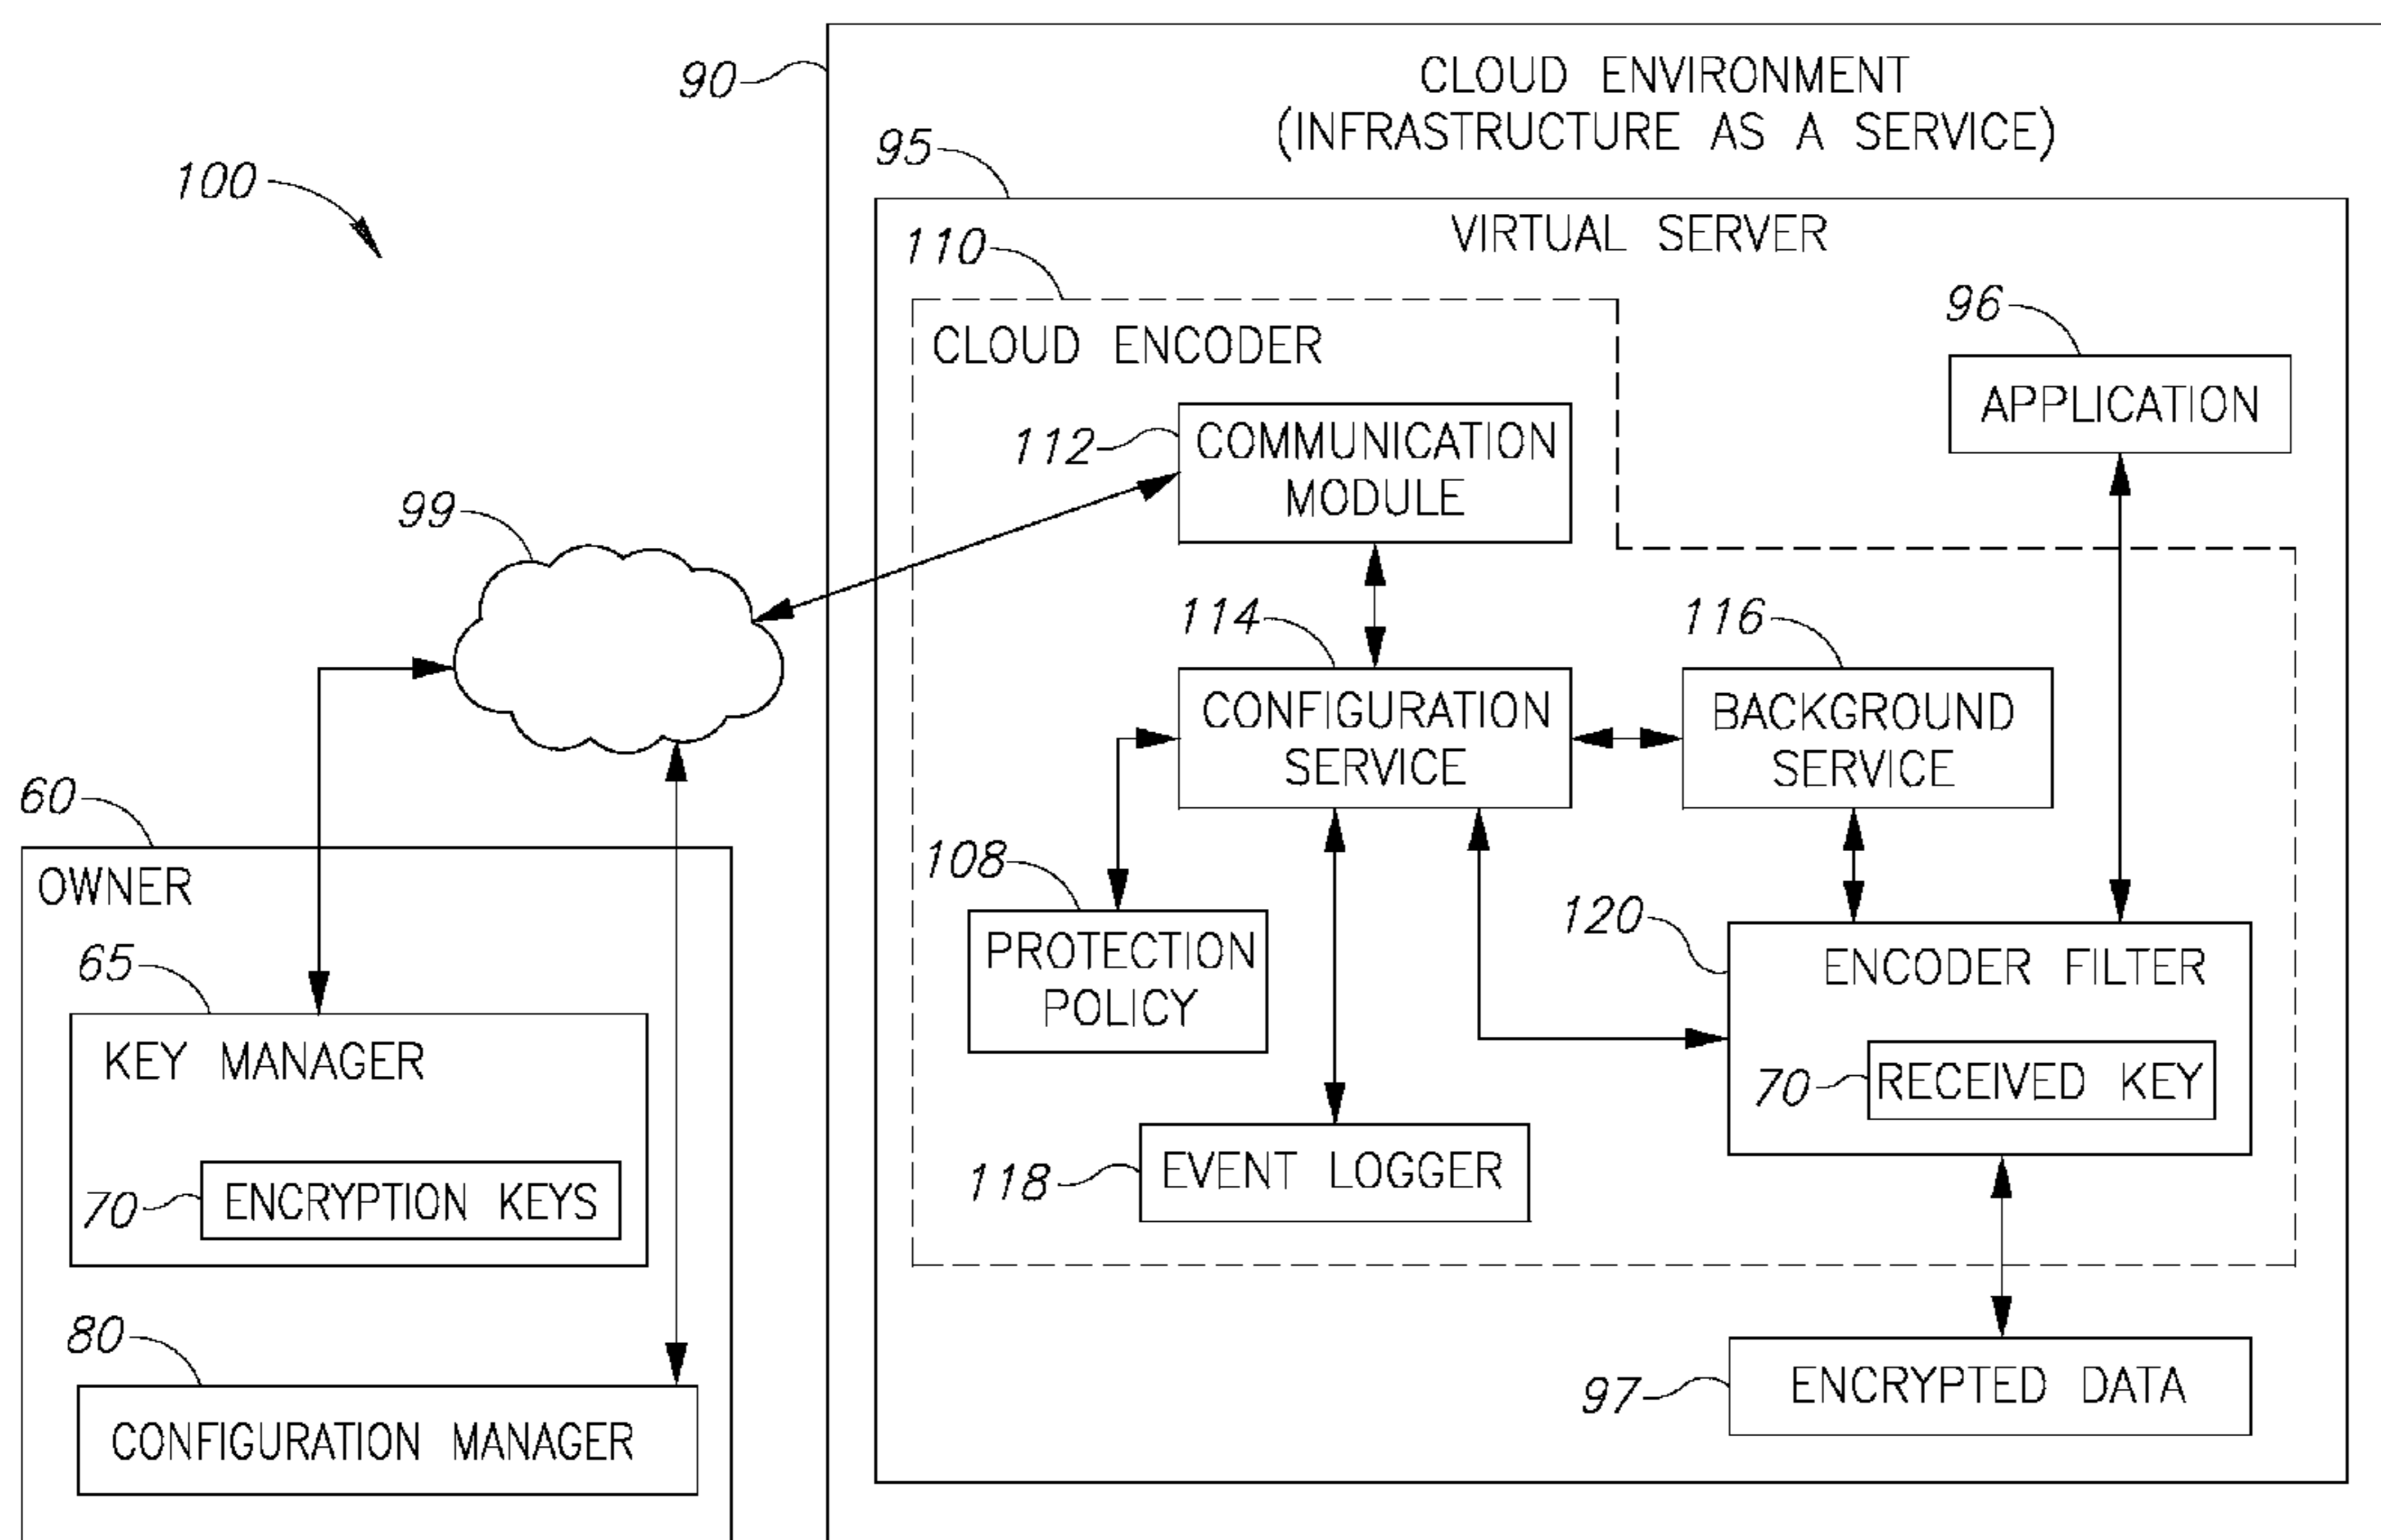 90
CLOUD ENVIRONMENT
(INFRASTRUCTURE AS A SERVICE)
95
100
VIRTUAL SERVER
110
96
CLOUD ENCODER
APPLICATION
112
COMMUNICATION
MODULE
99
114
116
CONFIGURATION
SERVICE
BACKGROUND
SERVICE
60
OWNER
108
120
65
PROTECTION
POLICY
ENCODER FILTER
KEY MANAGER
70
RECEIVED KEY
118
EVENT LOGGER
70
ENCRYPTION KEYS
80
97
ENCRYPTED DATA
CONFIGURATION MANAGER